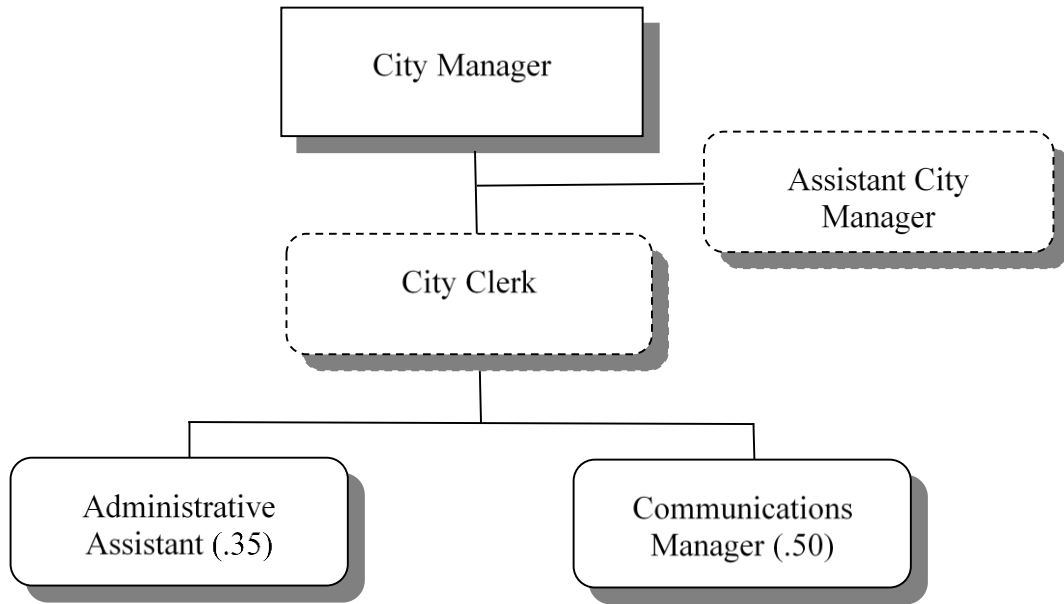 City Manager
Assistant City
Manager
City Clerk
Administrative
Assistant (.35)
Communications
Manager (.50)